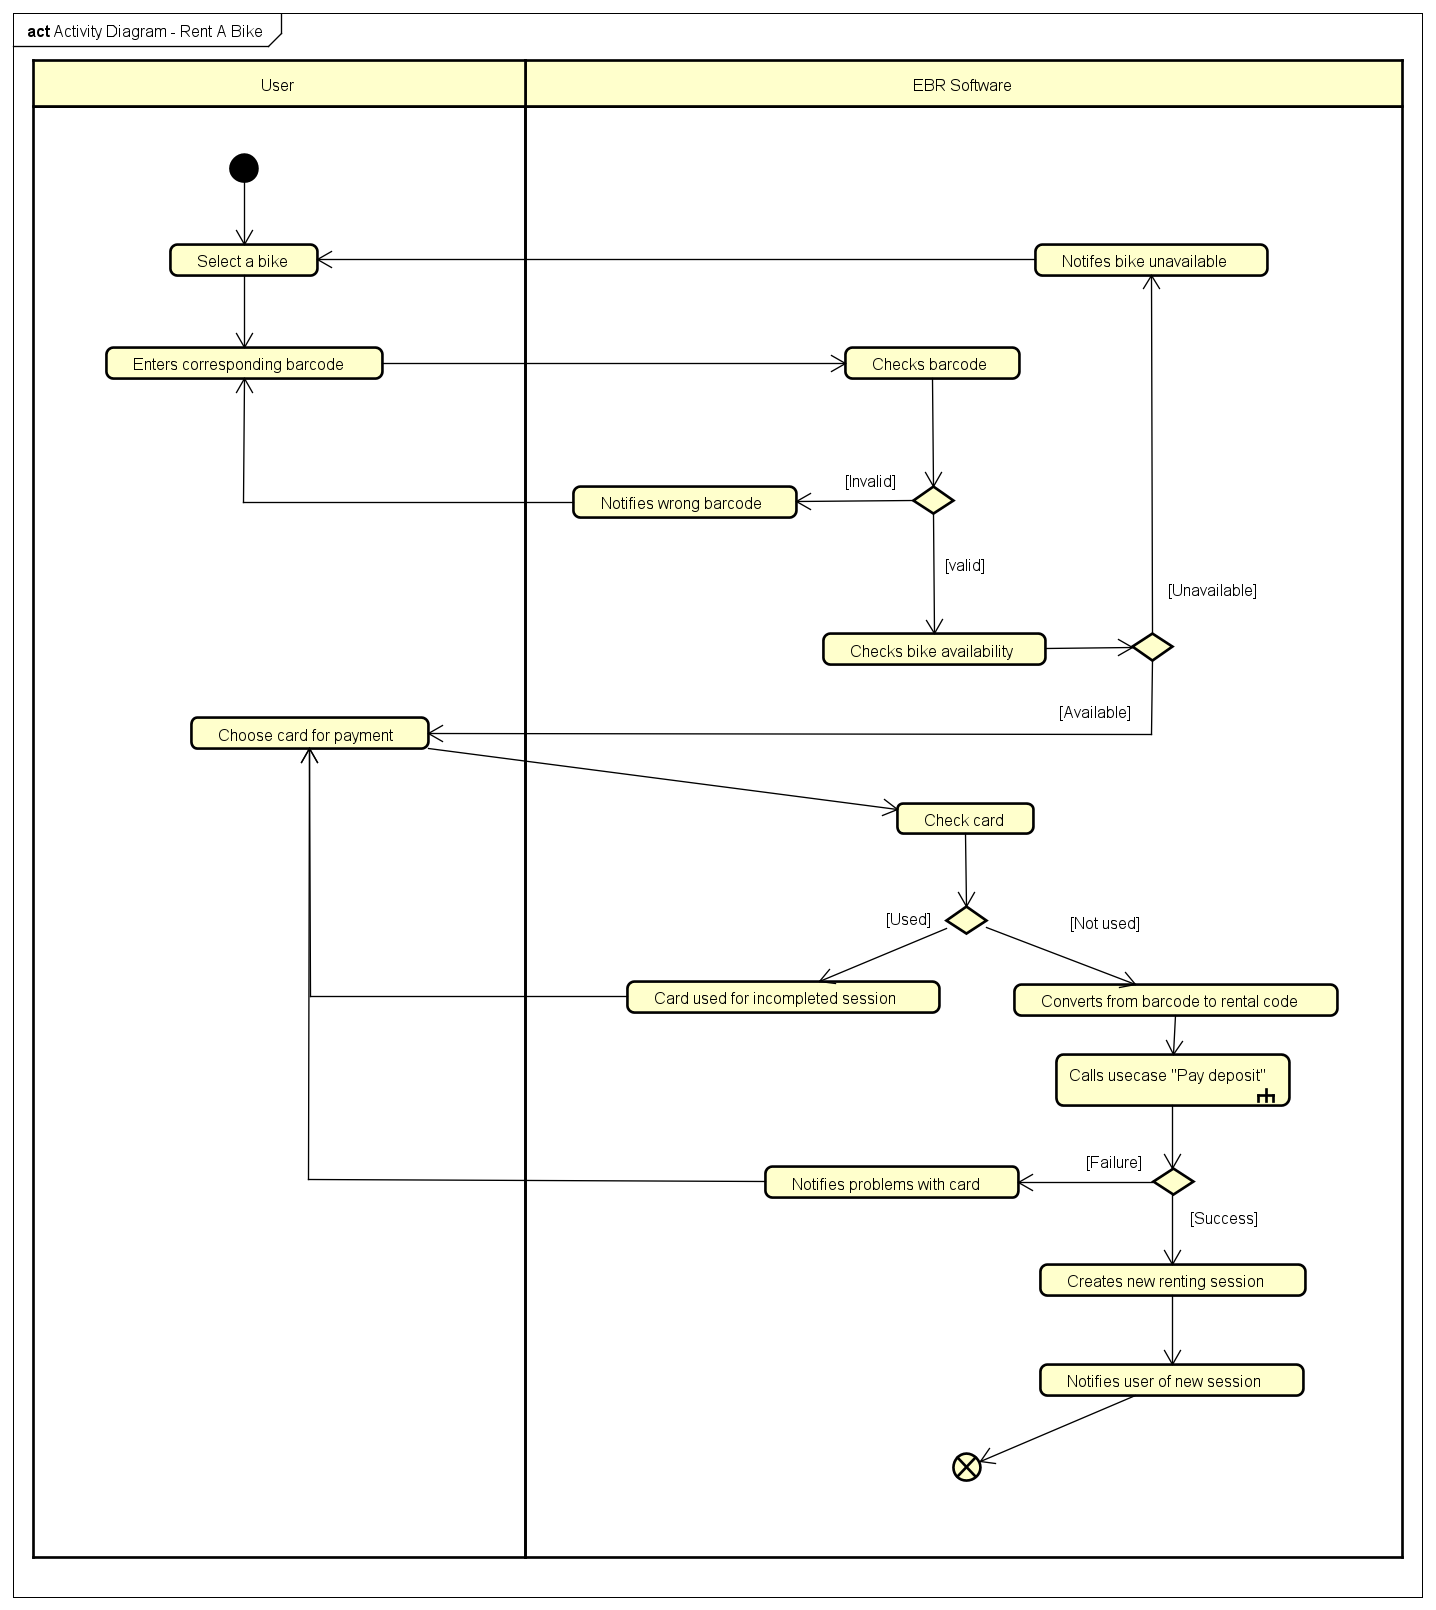 act Activity Diagram - Rent A Bike
User
EBR Software
Select a bike
Notifes bike unavailable
Enters corresponding barcode
Checks barcode
[Invalid]
Notifies wrong barcode
[valid]
[Unavailable]
Checks bike availability
[Available]
Choose card for payment
Check card
[Used]
[Not used]
Card used for incompleted session
Converts from barcode to rental code
Calls usecase "Pay deposit"
[Failure]
Notifies problems with card
[Success]
Creates new renting session
Notifies user of new session